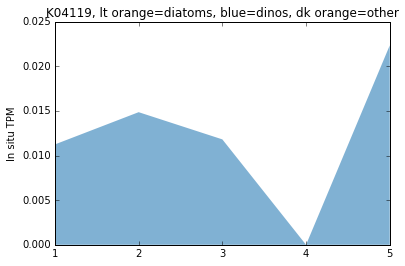 K04119, lt orange=diatoms, blue=dinos, dk orange=other
0.025
0.020
0.015
0.010
0.005
0.000
In situ TPM
1 2 3 4 5